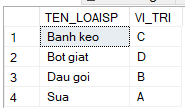 TEN_LOAISP VI_TRI
1 Banh keo C
2 Bot giat D
3 Dau goi B
4 Sua A